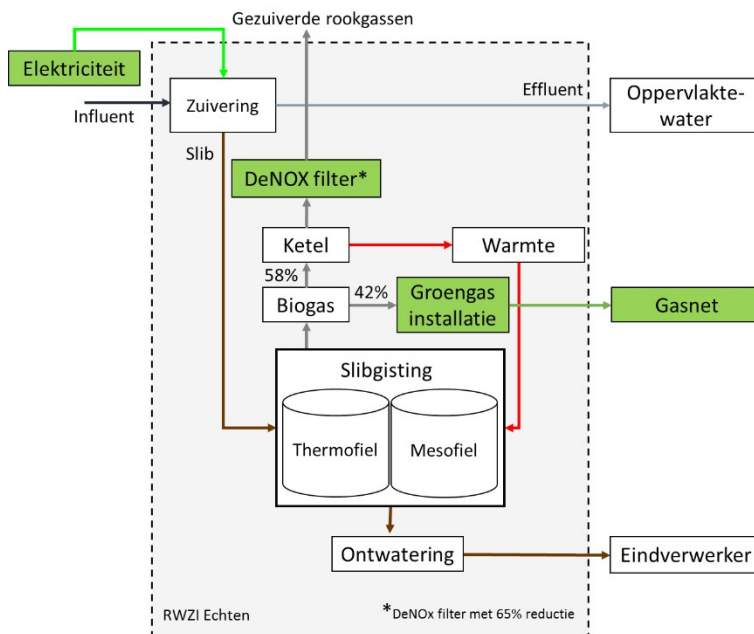 Gezuiverde rookgassen
Elektriciteit
Zuivering
Influent
Effluent
Oppervlakte-
water
Slib
DeNOX filter*
Ketel
Warmte
58%
42%
Biogas
Groengas
installatie
Gasnet
Slibgisting
Thermofiel
Mesofiel
Ontwatering
Eindverwerker
RWZI Echten
*DeNOx filter met 65% reductie